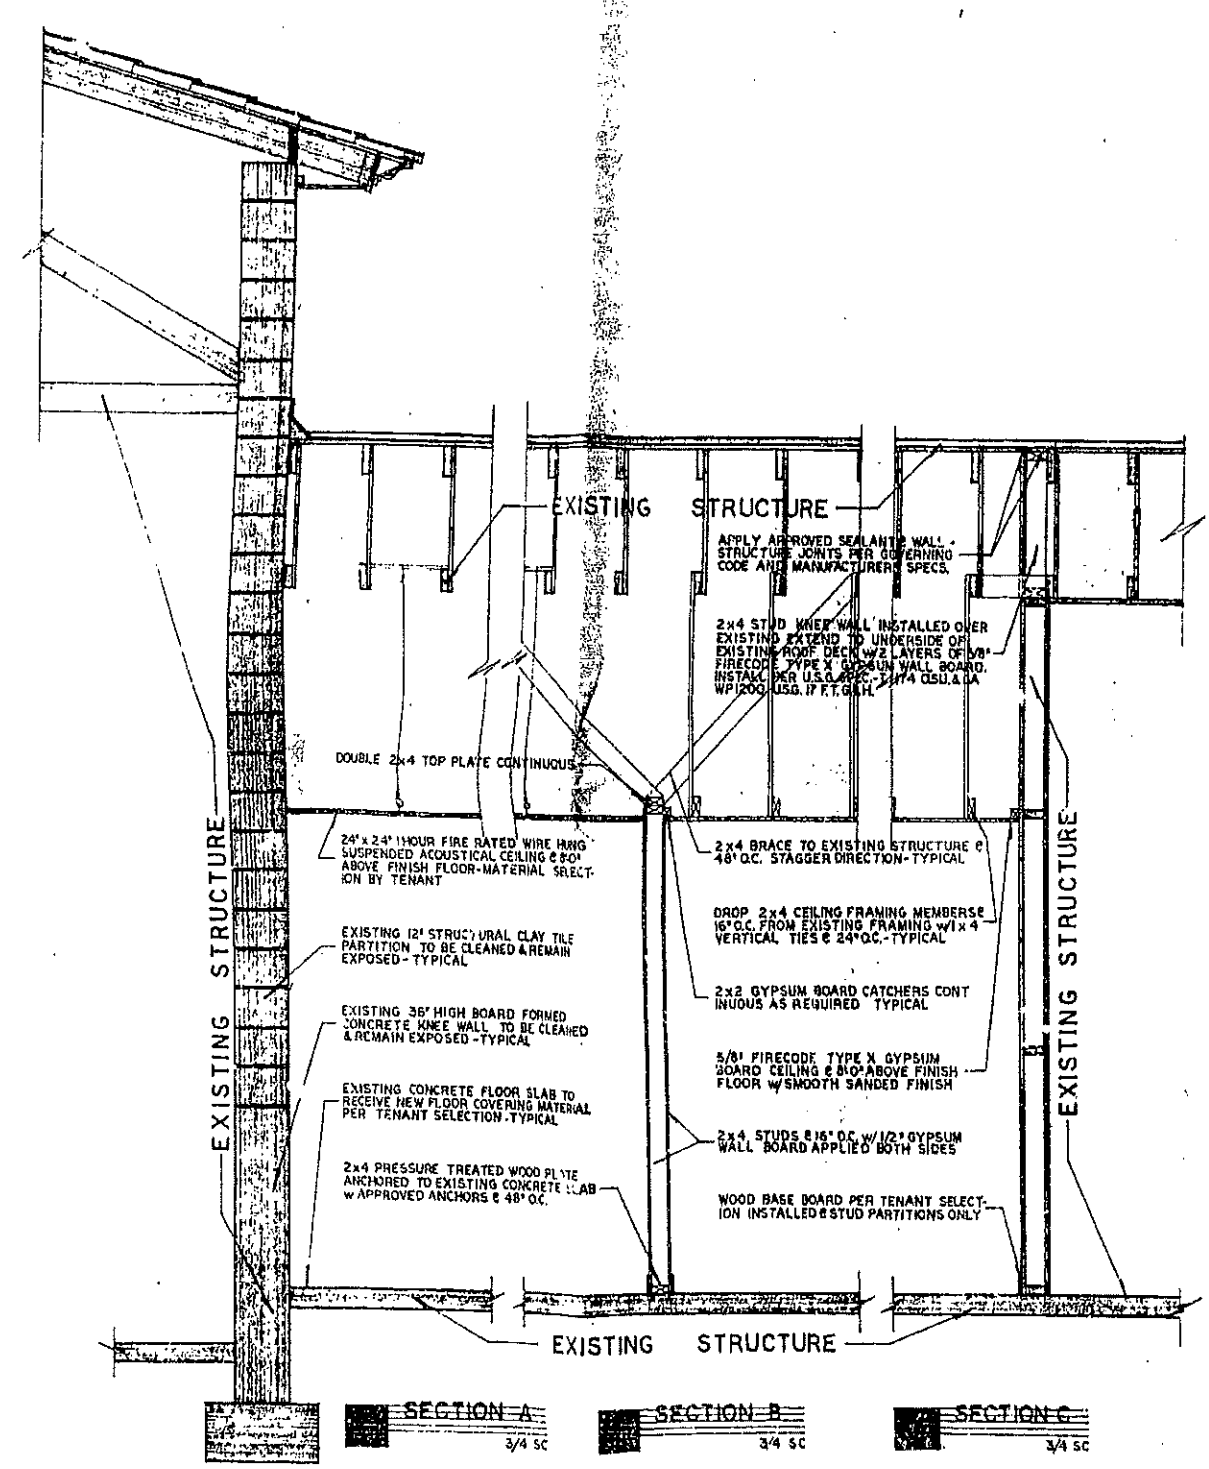 EXISTING STRUCTURE
APPLY APPROVED SEALANT @ WALL -
STRUCTURE JOINTS PER GOVERNING
CODE AND MANUFACTURERS SPECS.
2x4 STUD KNEE WALL INSTALLED OVER
EXISTING EXTEND TO UNDERSIDE OF
EXISTING ROOF DECK W/2 LAYERS OF 5/8"
FIRECODE TYPE X GYPSUM WALL BOARD.
INSTALL PER U.S.G.
WP1200
DOUBLE 2x4 TOP PLATE CONTINUOUS
24" x 24" 1 HOUR FIRE RATED WIRE HUNG
SUSPENDED ACOUSTICAL CEILING @ 8'-0"
ABOVE FINISH FLOOR-MATERIAL SELECT-
ION BY TENANT
EXISTING 12" STRUCTURAL CLAY TILE
PARTITION TO BE CLEANED & REMAIN
EXPOSED - TYPICAL
EXISTING 36" HIGH BOARD FORMED
CONCRETE KNEE WALL TO BE CLEANED
& REMAIN EXPOSED - TYPICAL
EXISTING CONCRETE FLOOR SLAB TO
RECEIVE NEW FLOOR COVERING MATERIAL
PER TENANT SELECTION - TYPICAL
2x4 PRESSURE TREATED WOOD PLATE
ANCHORED TO EXISTING CONCRETE SLAB
W APPROVED ANCHORS @ 48" O.C.
2x4 BRACE TO EXISTING STRUCTURE @
48" O.C. STAGGER DIRECTION - TYPICAL
DROP 2x4 CEILING FRAMING MEMBERS @
16" O.C. FROM EXISTING FRAMING W/1x4
VERTICAL TIES @ 24" O.C. - TYPICAL
2x2 GYPSUM BOARD CATCHERS CONT
INUOUS AS REQUIRED TYPICAL
5/8" FIRECODE TYPE X GYPSUM
BOARD CEILING @ 8'-0" ABOVE FINISH
FLOOR W/SMOOTH SANDED FINISH
2x4 STUDS @ 16" O.C. W/ 1/2" GYPSUM
WALL BOARD APPLIED BOTH SIDES
WOOD BASE BOARD PER TENANT SELECT-
ION INSTALLED @ STUD PARTITIONS ONLY
EXISTING STRUCTURE
EXISTING STRUCTURE
EXISTING STRUCTURE
SECTION A
3/4 SC
SECTION B
3/4 SC
SECTION C
3/4 SC